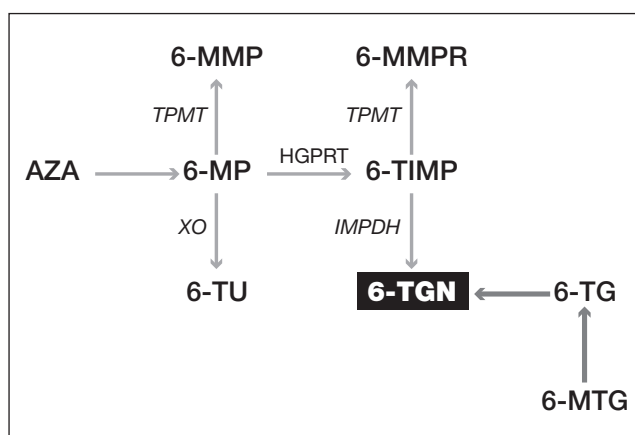 6-MMP 6-MMPR
TPMT TPMT
AZA 6-MP HGPRT 6-TIMP
XO IMPDH
6-TU 6-TGN 6-TG
6-MTG